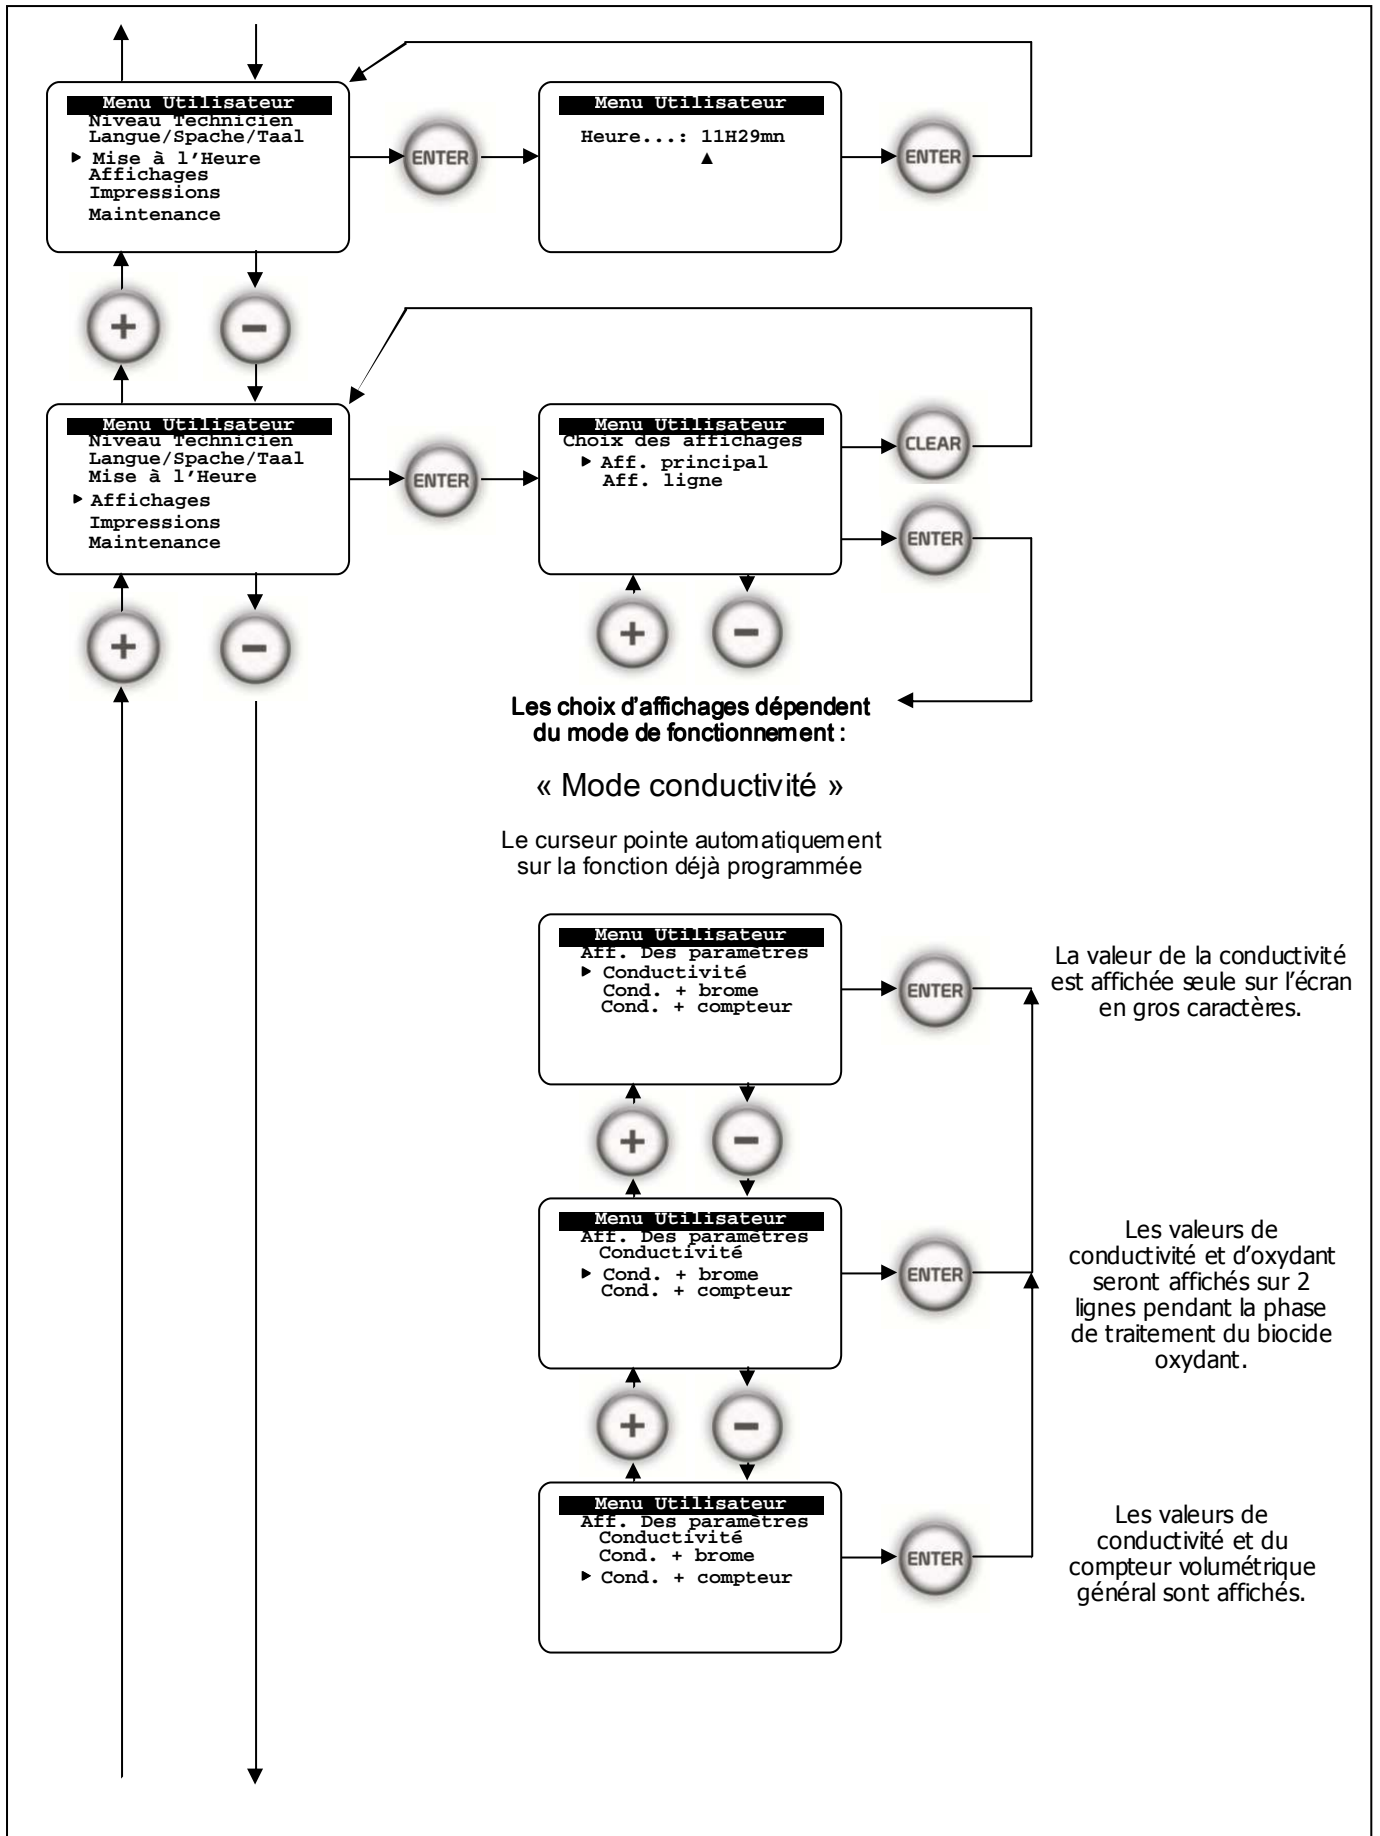 Menu Utilisateur
Niveau Technicien
Langue/Spache/Taal
Mise à l'Heure
Affichages
Impressions
Maintenance
ENTER
Menu Utilisateur
Heure...: 11H29mn
ENTER
+
-
Menu Utilisateur
Niveau Technicien
Langue/Spache/Taal
Mise à l'Heure
Affichages
Impressions
Maintenance
ENTER
Menu Utilisateur
Choix des affichages
Aff. principal
Aff. ligne
CLEAR
ENTER
+
-
+
-
Les choix d'affichages dépendent
du mode de fonctionnement :
« Mode conductivité »
Le curseur pointe automatiquement
sur la fonction déjà programmée
Menu Utilisateur
Aff. Des paramètres
Conductivité
Cond. + brome
Cond. + compteur
ENTER
La valeur de la conductivité
est affichée seule sur l'écran
en gros caractères.
+
-
Menu Utilisateur
Aff. Des paramètres
Conductivité
Cond. + brome
Cond. + compteur
ENTER
Les valeurs de
conductivité et d'oxydant
seront affichés sur 2
lignes pendant la phase
de traitement du biocide
oxydant.
+
-
Menu Utilisateur
Aff. Des paramètres
Conductivité
Cond. + brome
Cond. + compteur
ENTER
Les valeurs de
conductivité et du
compteur volumétrique
général sont affichés.